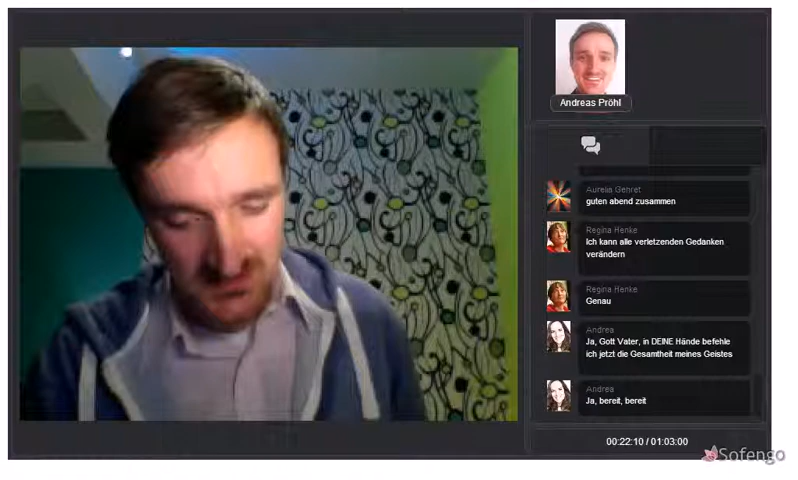 Andreas Pröhl
Aurelia Genret
guten abend zusammen
Regina Henke
Ich kann alle verletzenden Gedanken
verändern
Regina Henke
Genau
Andrea
Ja, Gott Vater, in DEINE Hände befehle
ich jetzt die Gesamtheit meines Geistes
Andrea
Ja, bereit, bereit
00:22:10 / 01:03:00
Sofengo